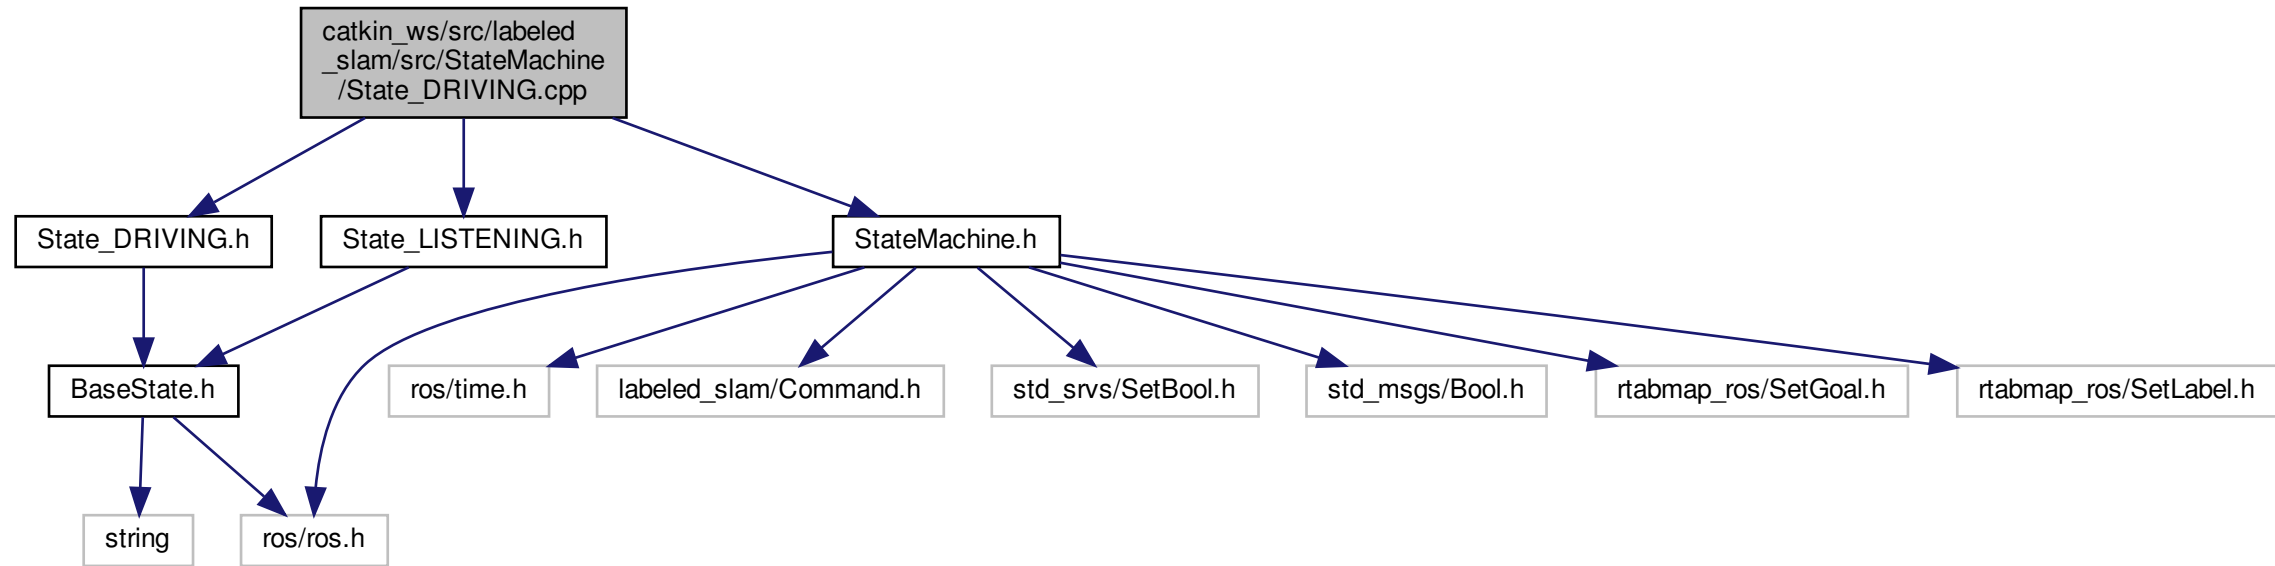 catkin_ws/src/labeled
_slam/src/StateMachine
/State_DRIVING.cpp
State_DRIVING.h
State_LISTENING.h
StateMachine.h
BaseState.h
ros/time.h
labeled_slam/Command.h
std_srvs/SetBool.h
std_msgs/Bool.h
rtabmap_ros/SetGoal.h
rtabmap_ros/SetLabel.h
string
ros/ros.h